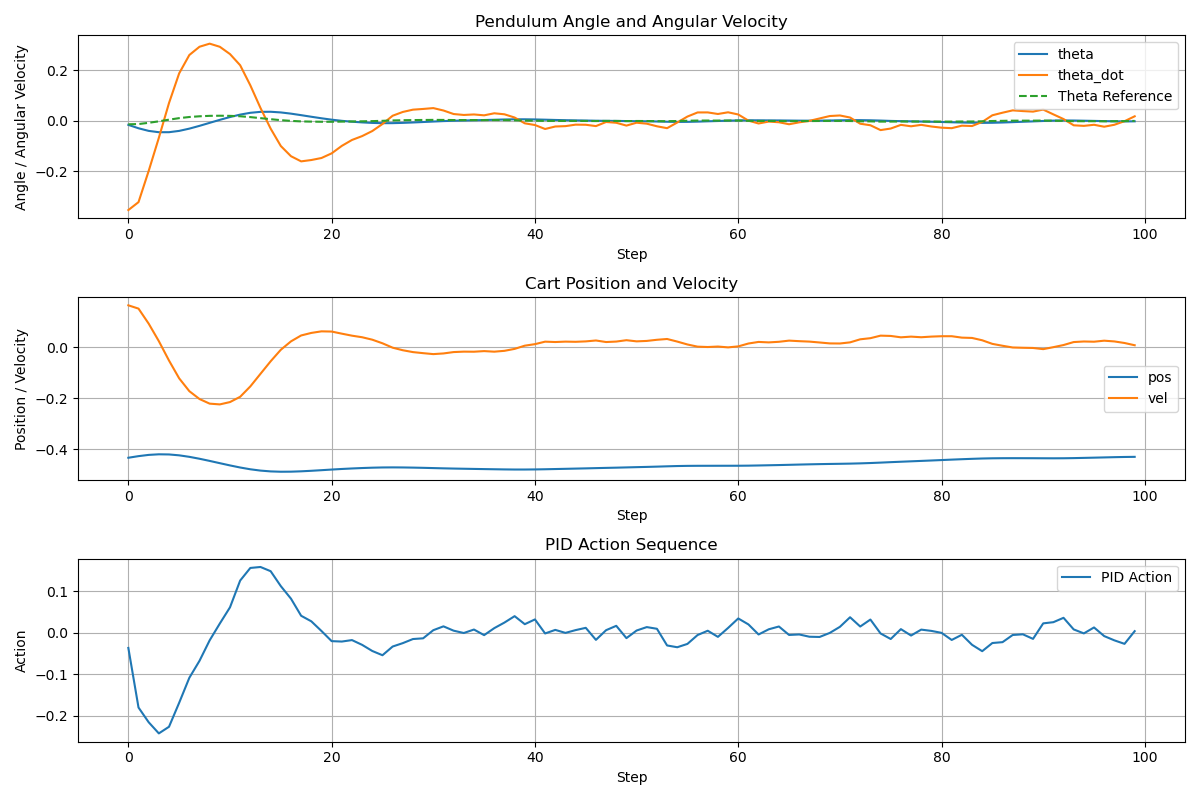 Pendulum Angle and Angular Velocity
Angle / Angular Velocity
0.2
0.0
−0.2
theta
theta_dot
Theta Reference
0 20 40 60 80 100
Step
Cart Position and Velocity
Position / Velocity
0.0
−0.2
−0.4
pos
vel
0 20 40 60 80 100
Step
PID Action Sequence
Action
0.1
0.0
−0.1
−0.2
PID Action
0 20 40 60 80 100
Step